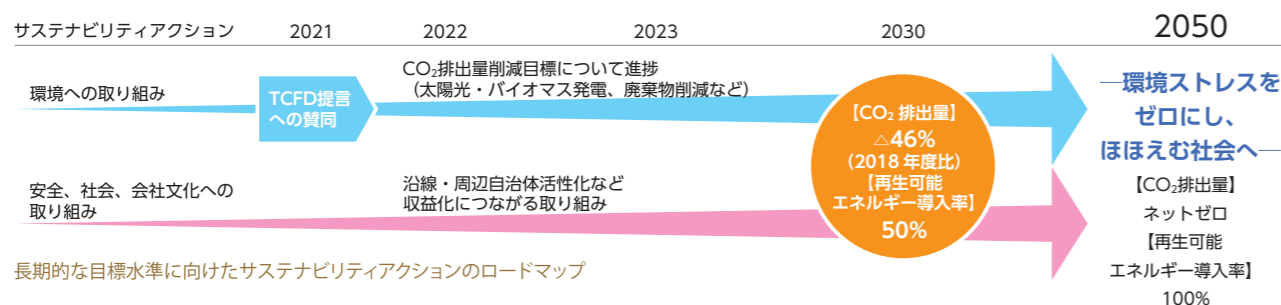 サステナビリティアクション 2021 2022 2023 2030 2050
環境への取り組み
TCFD提言
への賛同
CO₂排出量削減目標について進捗
（太陽光・バイオマス発電、廃棄物削減など）
安全、社会、会社文化への
取り組み
沿線・周辺自治体活性化など
収益化につながる取り組み
【CO₂ 排出量】
△46%
（2018 年度比）
【再生可能
エネルギー導入率】
50%
―環境ストレスを
ゼロにし、
ほほえむ社会へ―
【CO₂排出量】
ネットゼロ
【再生可能
エネルギー導入率】
100%
長期的な目標水準に向けたサステナビリティアクションのロードマップ